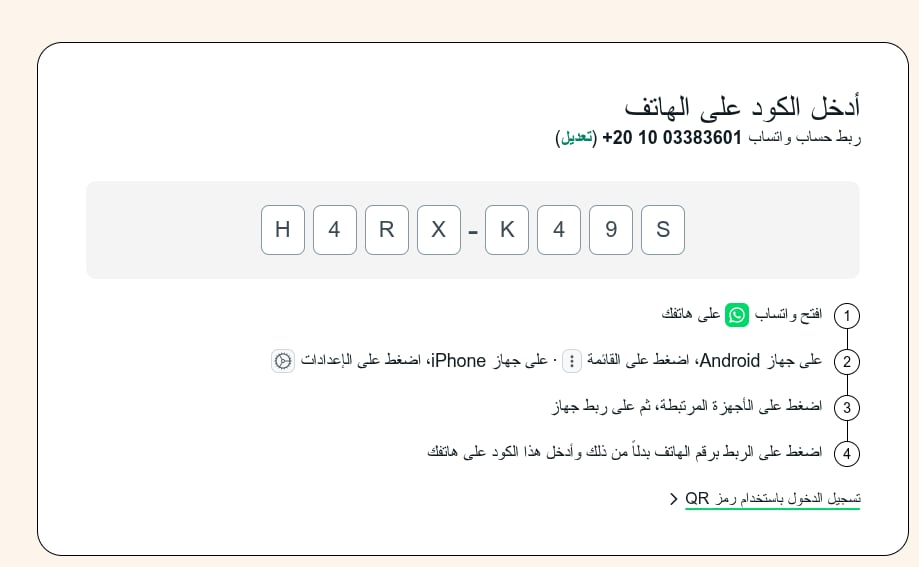 أدخل الكود على الهاتف
ربط حساب واتساب ‎+20 10 03383601 (تعديل)
H4RX-K49S
1 افتح واتساب على هاتفك
2 على جهاز Android، اضغط على القائمة · على جهاز iPhone، اضغط على الإعدادات
3 اضغط على الأجهزة المرتبطة، ثم على ربط جهاز
4 اضغط على الربط برقم الهاتف بدلاً من ذلك وأدخل هذا الكود على هاتفك
تسجيل الدخول باستخدام رمز QR